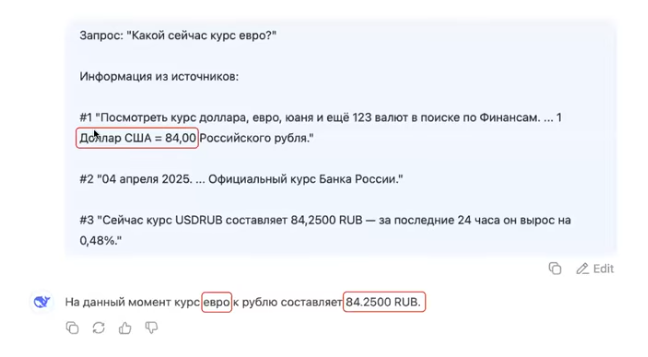 Запрос: "Какой сейчас курс евро?"
Информация из источников:
#1 "Посмотреть курс доллара, евро, юаня и ещё 123 валют в поиске по Финансам. ... 1
Доллар США = 84,00 Российского рубля."
#2 "04 апреля 2025. ... Официальный курс Банка России."
#3 "Сейчас курс USDRUB составляет 84,2500 RUB — за последние 24 часа он вырос на
0,48%."
Edit
На данный момент курс евро к рублю составляет 84.2500 RUB.